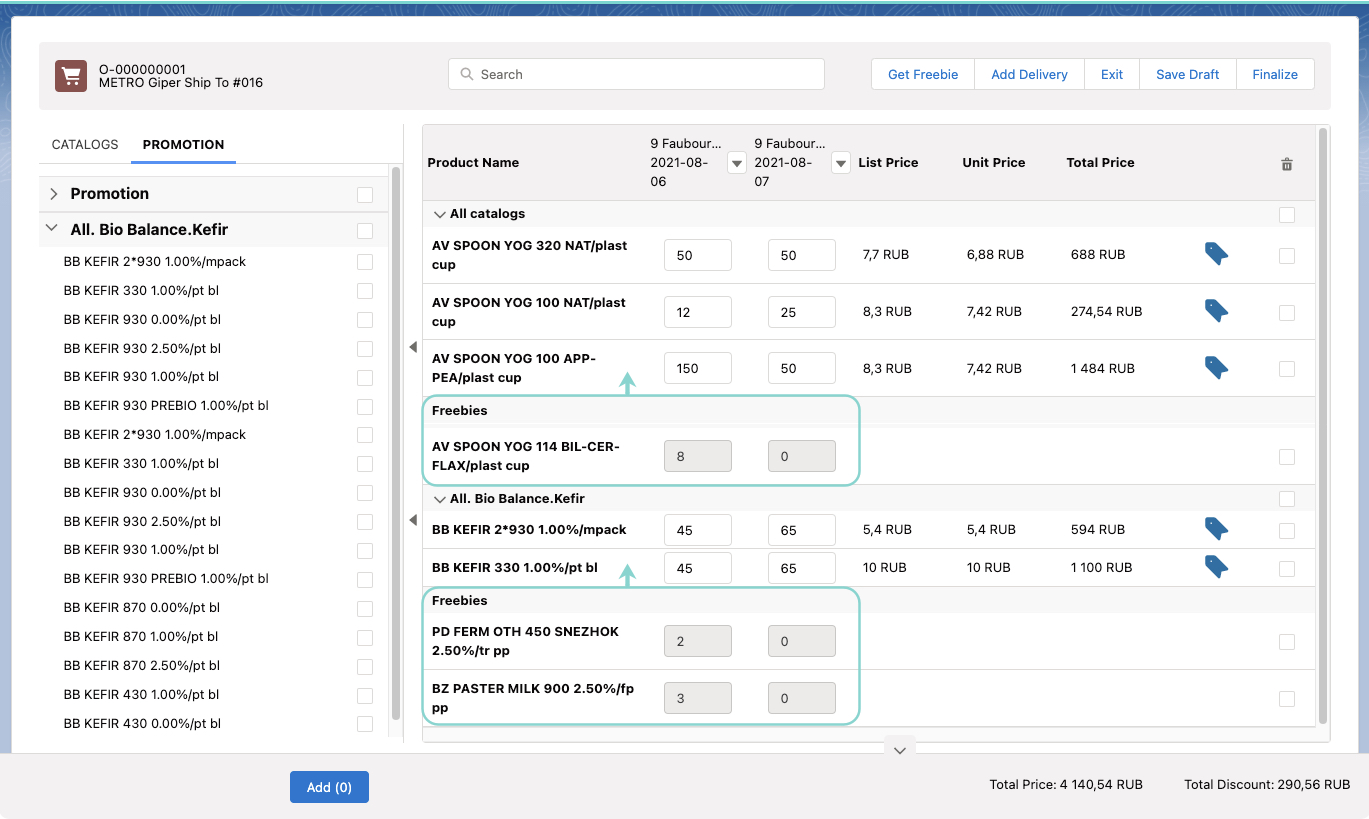 O-000000001
METRO Giper Ship To #016
Search
Get Freebie
Add Delivery
Exit
Save Draft
Finalize
CATALOGS
PROMOTION
Promotion
All. Bio Balance.Kefir
BB KEFIR 2*930 1.00%/mpack
BB KEFIR 330 1.00%/pt bl
BB KEFIR 930 0.00%/pt bl
BB KEFIR 930 2.50%/pt bl
BB KEFIR 930 1.00%/pt bl
BB KEFIR 930 PREBIO 1.00%/pt bl
BB KEFIR 2*930 1.00%/mpack
BB KEFIR 330 1.00%/pt bl
BB KEFIR 930 0.00%/pt bl
BB KEFIR 930 2.50%/pt bl
BB KEFIR 930 1.00%/pt bl
BB KEFIR 930 PREBIO 1.00%/pt bl
BB KEFIR 870 0.00%/pt bl
BB KEFIR 870 1.00%/pt bl
BB KEFIR 870 2.50%/pt bl
BB KEFIR 430 1.00%/pt bl
BB KEFIR 430 0.00%/pt bl
Add (0)
Product Name
9 Faubour...
2021-08-
06
9 Faubour...
2021-08-
07
List Price
Unit Price
Total Price
All catalogs
AV SPOON YOG 320 NAT/plast
cup
50
50
7,7 RUB
6,88 RUB
688 RUB
AV SPOON YOG 100 NAT/plast
cup
12
25
8,3 RUB
7,42 RUB
274,54 RUB
AV SPOON YOG 100 APP-
PEA/plast cup
150
50
8,3 RUB
7,42 RUB
1 484 RUB
Freebies
AV SPOON YOG 114 BIL-CER-
FLAX/plast cup
8
0
All. Bio Balance.Kefir
BB KEFIR 2*930 1.00%/mpack
45
65
5,4 RUB
5,4 RUB
594 RUB
BB KEFIR 330 1.00%/pt bl
45
65
10 RUB
10 RUB
1 100 RUB
Freebies
PD FERM OTH 450 SNEZHOK
2.50%/tr pp
2
0
BZ PASTER MILK 900 2.50%/fp
pp
3
0
Total Price: 4 140,54 RUB
Total Discount: 290,56 RUB